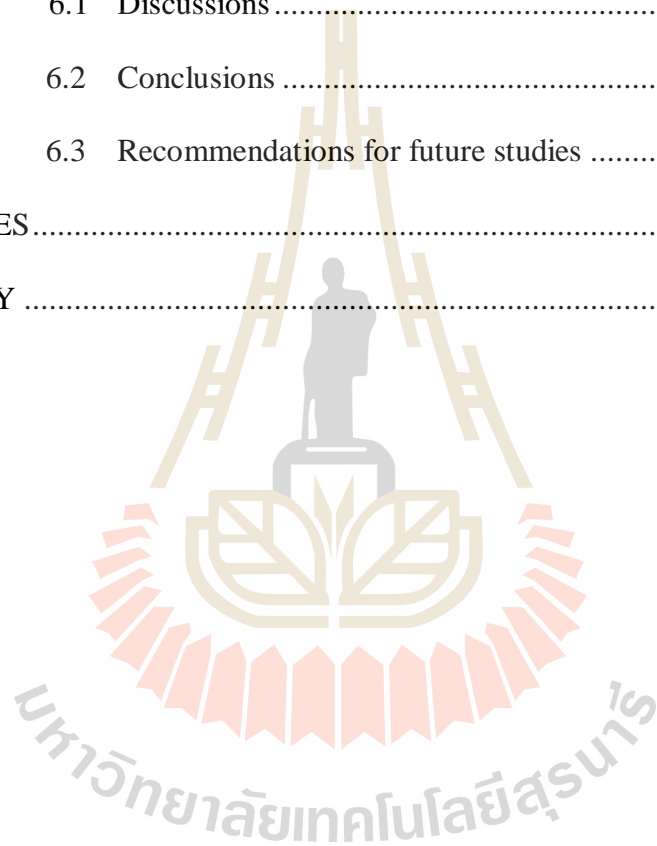 6.1 Discussions........................................................
6.2 Conclusions ......................................................
6.3 Recommendations for future studies ........
ES.....................................................................................
Y ......................................................................................
มหาวิทยาลัยเทคโนโลยีสุรนารี